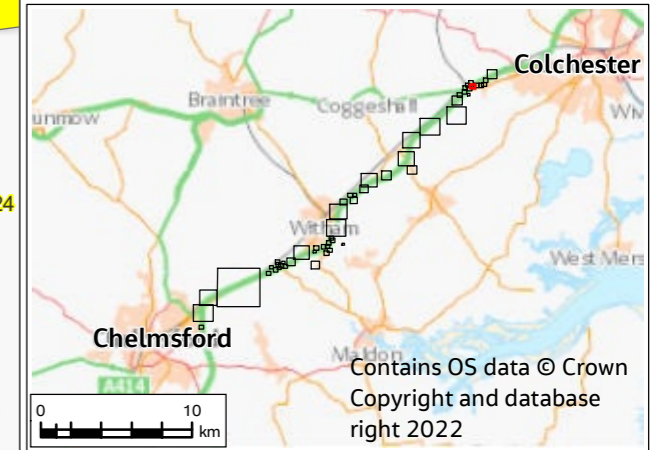 Colchester
Braintree
Coggeshall
unmow
Wiv
24
Witham
West Mers
Chelmsford
Maldon
Contains OS data © Crown
Copyright and database
right 2022
A414
0 10
km